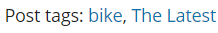 Post tags: bike, The Latest